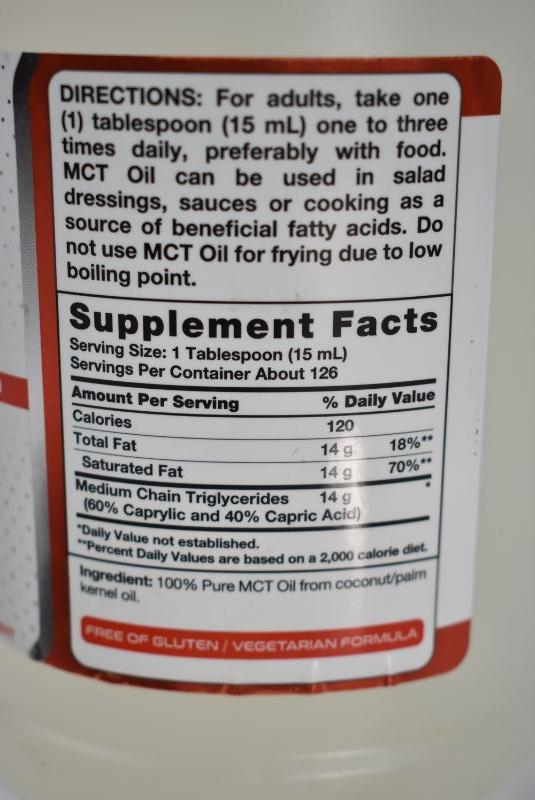 DIRECTIONS: For adults, take one
(1) tablespoon (15 mL) one to three
times daily, preferably with food.
MCT Oil can be used in salad
dressings, sauces or cooking as a
source of beneficial fatty acids. Do
not use MCT Oil for frying due to low
boiling point.
Supplement Facts
Serving Size: 1 Tablespoon (15 mL)
Servings Per Container About 126
Amount Per Serving % Daily Value
Calories 120
Total Fat 14 g 18%**
Saturated Fat 14 g 70%**
Medium Chain Triglycerides 14 g *
(60% Caprylic and 40% Capric Acid)
*Daily Value not established.
**Percent Daily Values are based on a 2,000 calorie diet.
Ingredient: 100% Pure MCT Oil from coconut/palm
kernel oil.
FREE OF GLUTEN / VEGETARIAN FORMULA